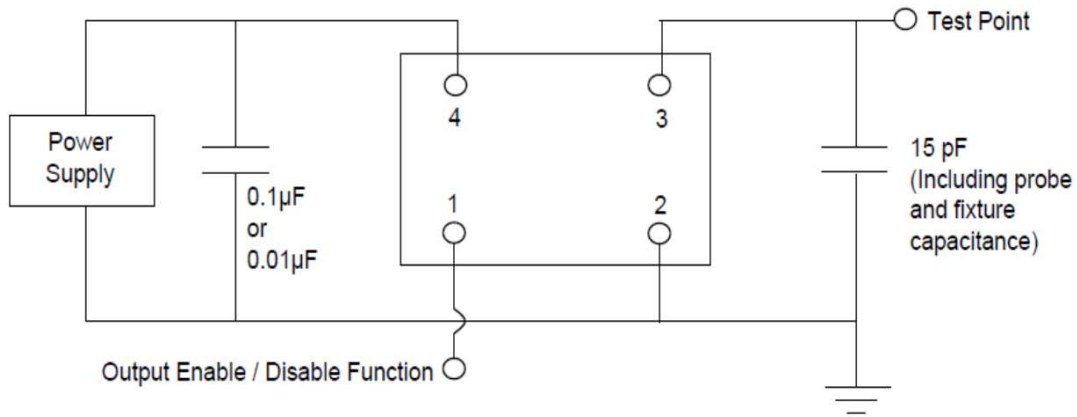 Test Point
4
3
Power
Supply
15 pF
(Including probe
and fixture
capacitance)
0.1µF
or
0.01µF
1
2
Output Enable / Disable Function